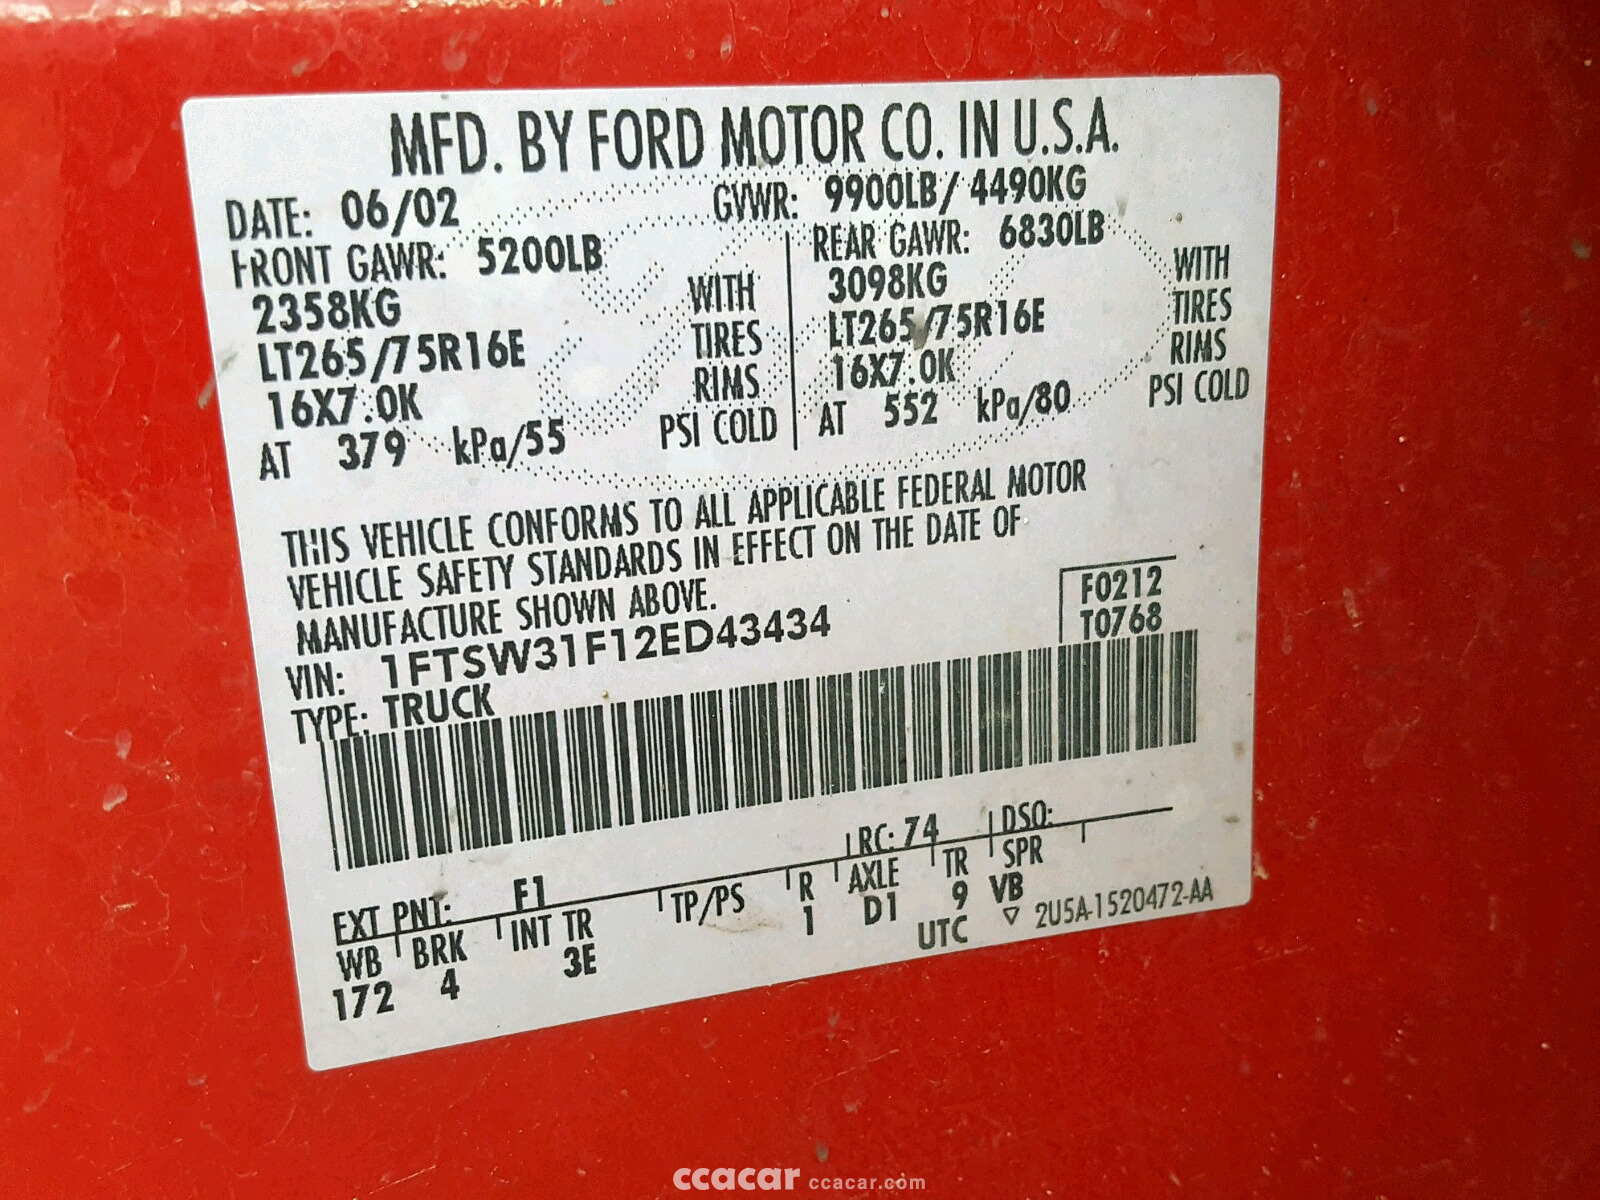 MFD. BY FORD MOTOR CO. IN U.S.A.
DATE: 06/02 GVWR: 9900LB/ 4490KG
FRONT GAWR: 5200LB REAR GAWR: 6830LB
2358KG WITH 3098KG WITH
LT265/75R16E TIRES LT265/75R16E TIRES
16X7.0K RIMS 16X7.0K RIMS
AT 379 kPa/55 PSI COLD AT 552 kPa/80 PSI COLD
THIS VEHICLE CONFORMS TO ALL APPLICABLE FEDERAL MOTOR
VEHICLE SAFETY STANDARDS IN EFFECT ON THE DATE OF
MANUFACTURE SHOWN ABOVE.
F0212
T0768
VIN: 1FTSW31F12ED43434
TYPE: TRUCK
EXT PNT: F1 RC: 74 DSO:
WB BRK INT TR TP/PS R AXLE TR SPR
172 4 3E 1 D1 9 VB
UTC ▽ 2U5A-1520472-AA
ccacar ccacar.com